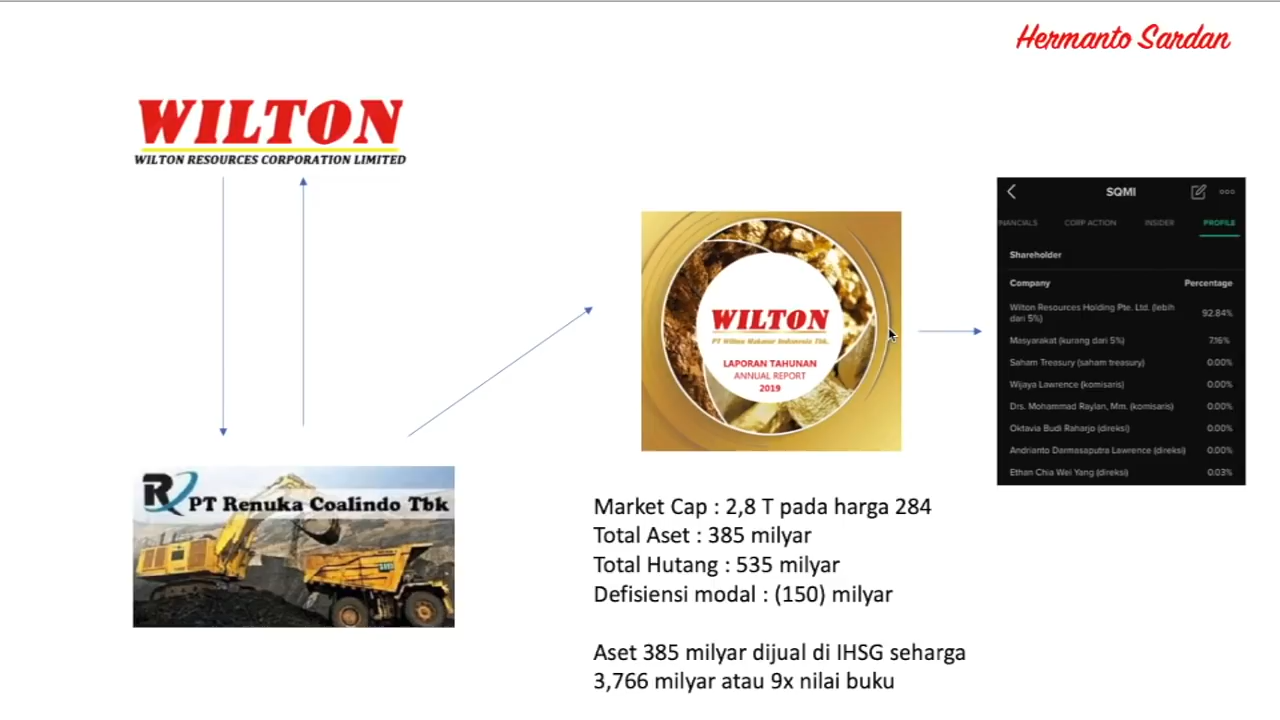 Hermanto Sardan
WILTON
WILTON RESOURCES CORPORATION LIMITED
PT Renuka Coalindo Tbk
WILTON
PT Wilton Makmur Indonesia Tbk.
LAPORAN TAHUNAN
ANNUAL REPORT
2019
SQMI
INANCIALS CORP ACTION INSIDER PROFILE
Shareholder
Company Percentage
Wilton Resources Holding Pte. Ltd. (lebih
dari 5%) 92.84%
Masyarakat (kurang dari 5%) 7.16%
Saham Treasury (saham treasury) 0.00%
Wijaya Lawrence (komisaris) 0.00%
Drs. Mohammad Raylan, Mm. (komisaris) 0.00%
Oktavia Budi Raharjo (direksi) 0.00%
Andrianto Darmasaputra Lawrence (direksi) 0.00%
Ethan Chia Wei Yang (direksi) 0.03%
Market Cap : 2,8 T pada harga 284
Total Aset : 385 milyar
Total Hutang : 535 milyar
Defisiensi modal : (150) milyar
Aset 385 milyar dijual di IHSG seharga
3,766 milyar atau 9x nilai buku